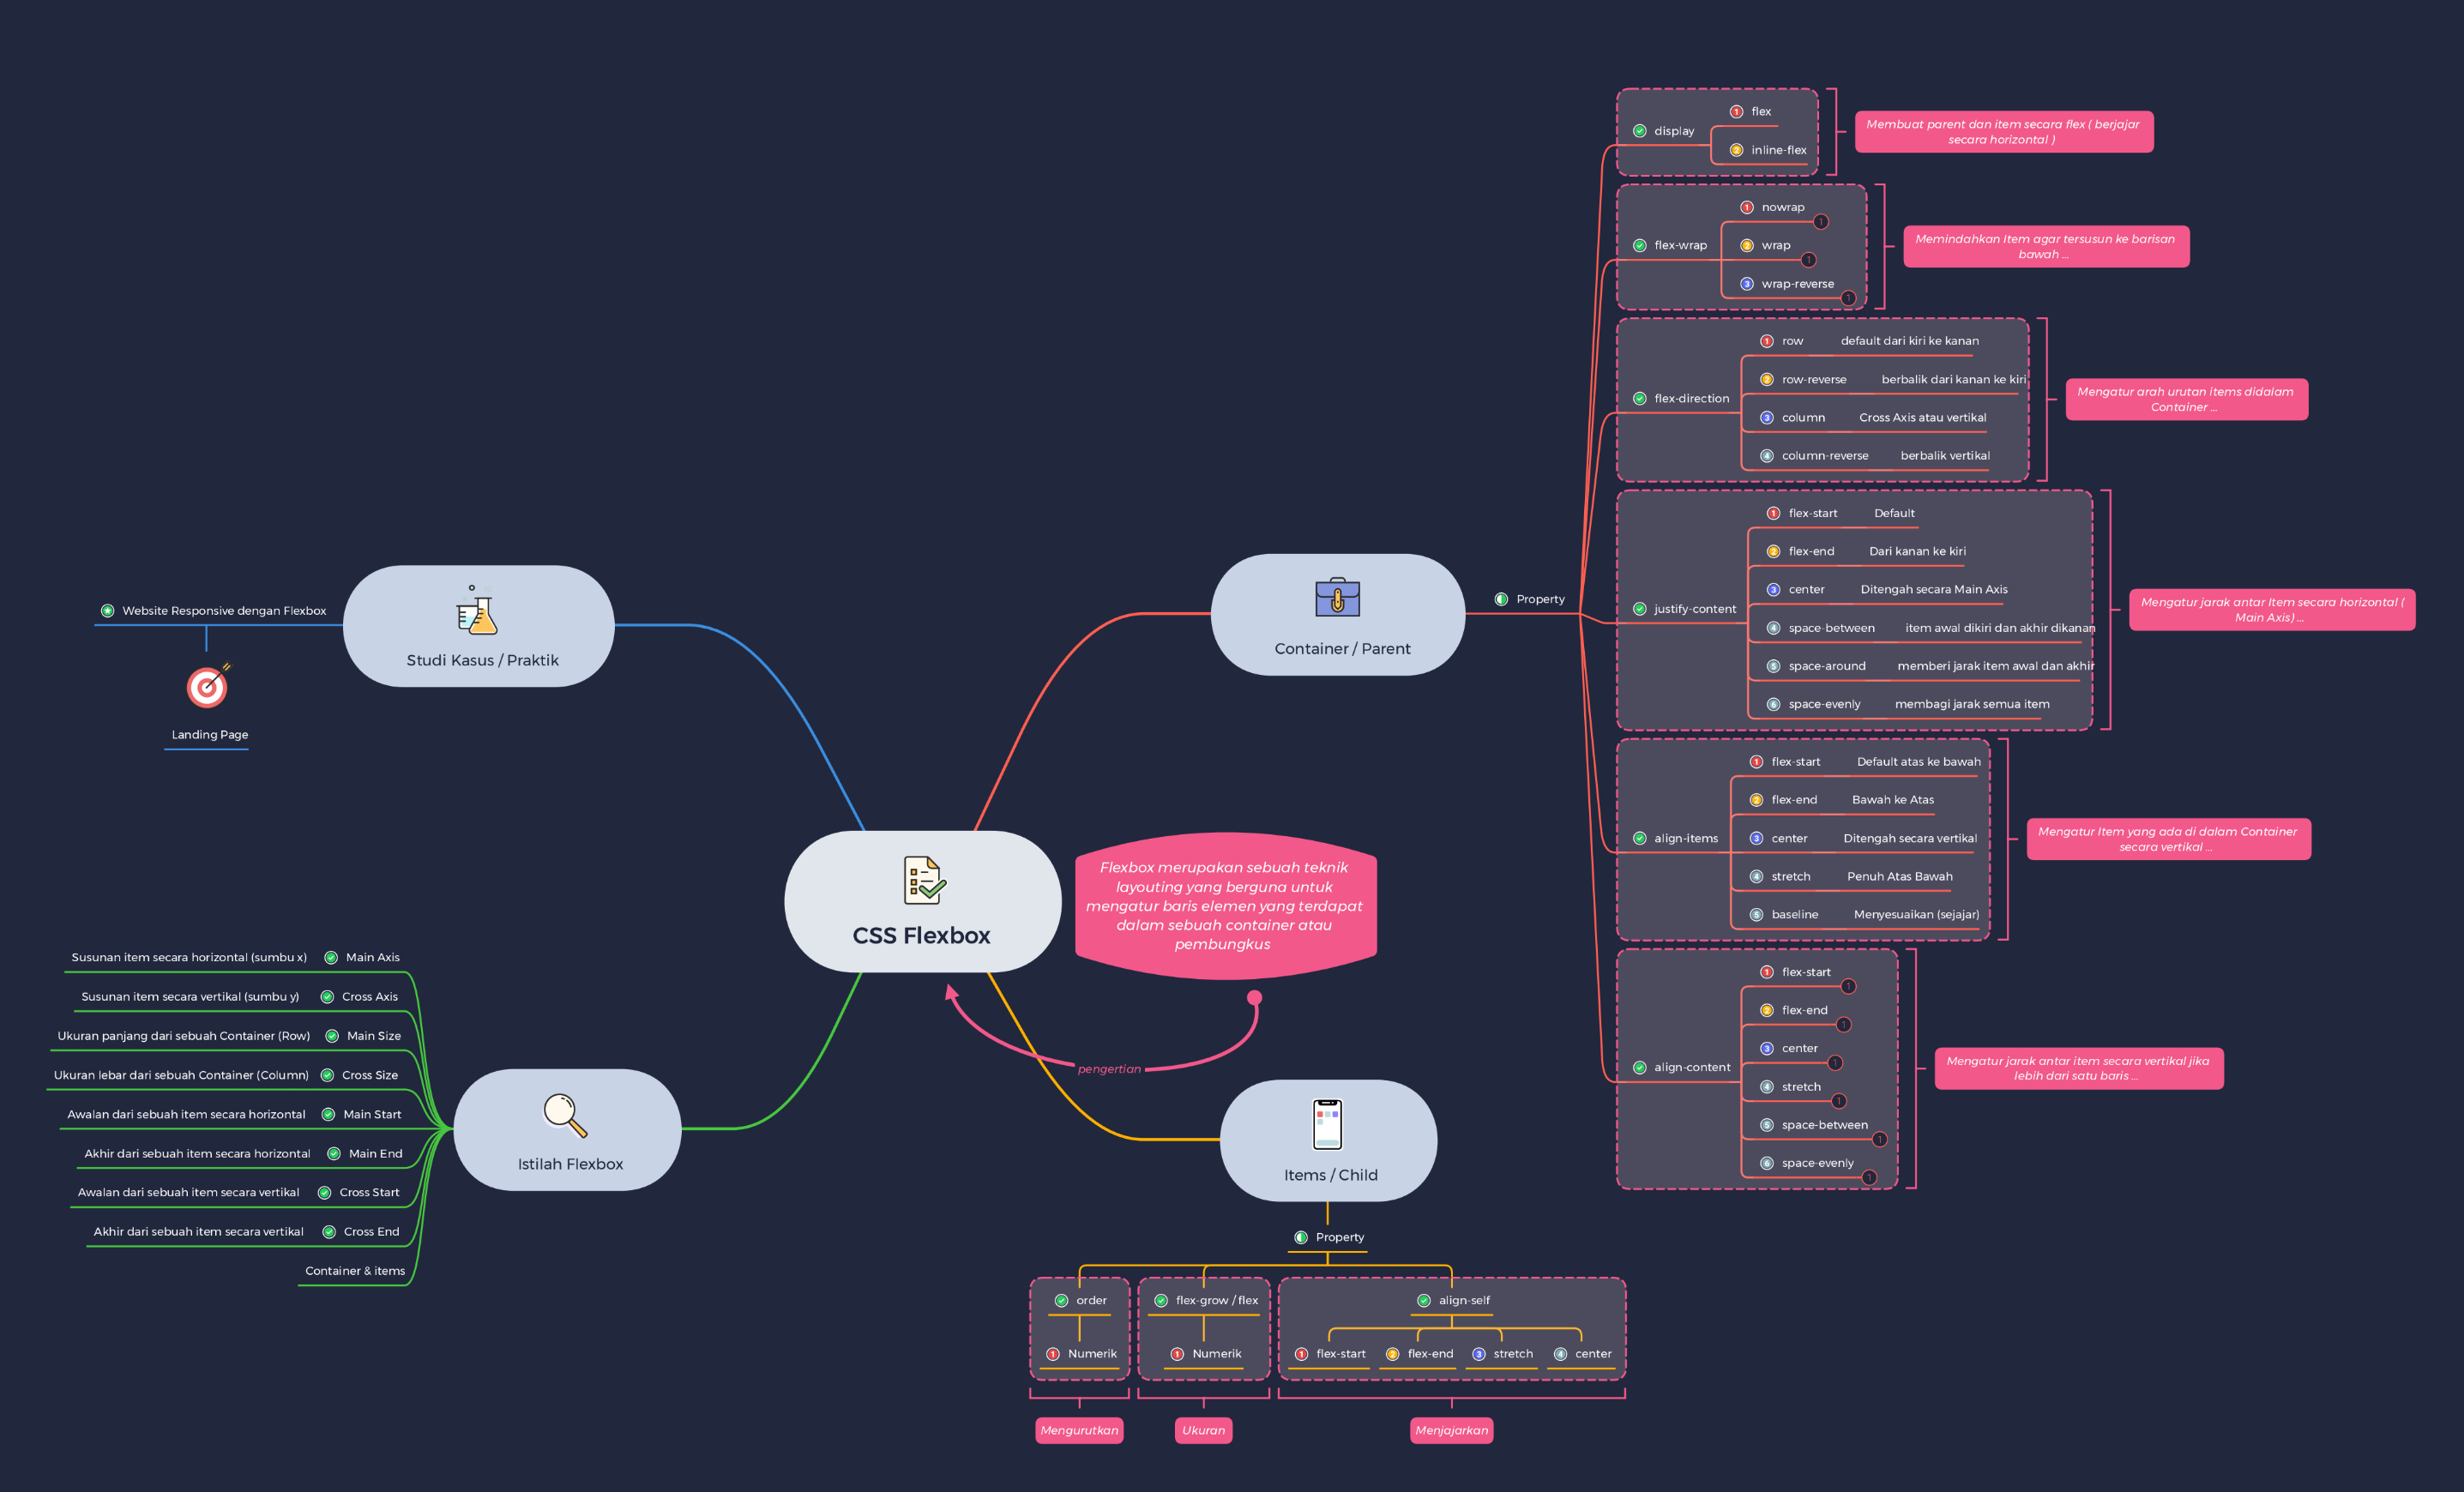 CSS Flexbox
Flexbox merupakan sebuah teknik
layouting yang berguna untuk
mengatur baris elemen yang terdapat
dalam sebuah container atau
pembungkus
pengertian
Container / Parent
Property
display
1 flex
2 inline-flex
Membuat parent dan item secara flex ( berjajar
secara horizontal )
flex-wrap
1 nowrap 1
2 wrap 1
3 wrap-reverse 1
Memindahkan Item agar tersusun ke barisan
bawah ...
flex-direction
1 row default dari kiri ke kanan
2 row-reverse berbalik dari kanan ke kiri
3 column Cross Axis atau vertikal
4 column-reverse berbalik vertikal
Mengatur arah urutan items didalam
Container ...
justify-content
1 flex-start Default
2 flex-end Dari kanan ke kiri
3 center Ditengah secara Main Axis
4 space-between item awal dikiri dan akhir dikanan
5 space-around memberi jarak item awal dan akhir
6 space-evenly membagi jarak semua item
Mengatur jarak antar Item secara horizontal (
Main Axis) ...
align-items
1 flex-start Default atas ke bawah
2 flex-end Bawah ke Atas
3 center Ditengah secara vertikal
4 stretch Penuh Atas Bawah
5 baseline Menyesuaikan (sejajar)
Mengatur Item yang ada di dalam Container
secara vertikal ...
align-content
1 flex-start 1
2 flex-end 1
3 center 1
4 stretch 1
5 space-between 1
6 space-evenly 1
Mengatur jarak antar item secara vertikal jika
lebih dari satu baris ...
Items / Child
Property
order
1 Numerik
Mengurutkan
flex-grow / flex
1 Numerik
Ukuran
align-self
1 flex-start 2 flex-end 3 stretch 4 center
Menjajarkan
Istilah Flexbox
Susunan item secara horizontal (sumbu x) Main Axis
Susunan item secara vertikal (sumbu y) Cross Axis
Ukuran panjang dari sebuah Container (Row) Main Size
Ukuran lebar dari sebuah Container (Column) Cross Size
Awalan dari sebuah item secara horizontal Main Start
Akhir dari sebuah item secara horizontal Main End
Awalan dari sebuah item secara vertikal Cross Start
Akhir dari sebuah item secara vertikal Cross End
Container & items
Studi Kasus / Praktik
Website Responsive dengan Flexbox
Landing Page